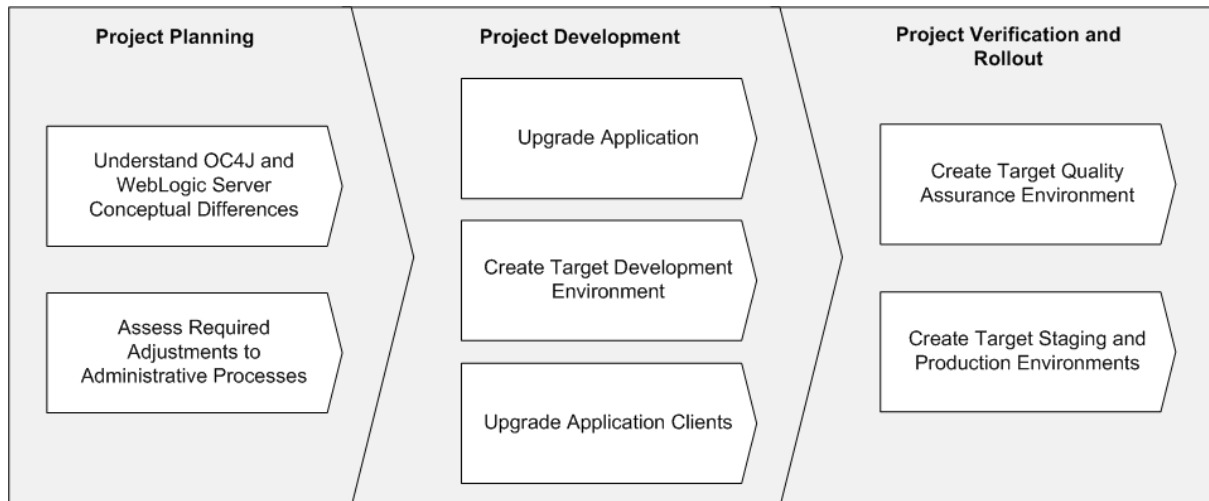 Project Planning
Understand OC4J and
WebLogic Server
Conceptual Differences
Assess Required
Adjustments to
Administrative Processes
Project Development
Upgrade Application
Create Target Development
Environment
Upgrade Application Clients
Project Verification and
Rollout
Create Target Quality
Assurance Environment
Create Target Staging and
Production Environments